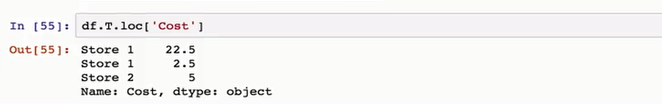 In [55]: df.T.loc['Cost']
Out[55]: Store 1    22.5
Store 1     2.5
Store 2       5
Name: Cost, dtype: object